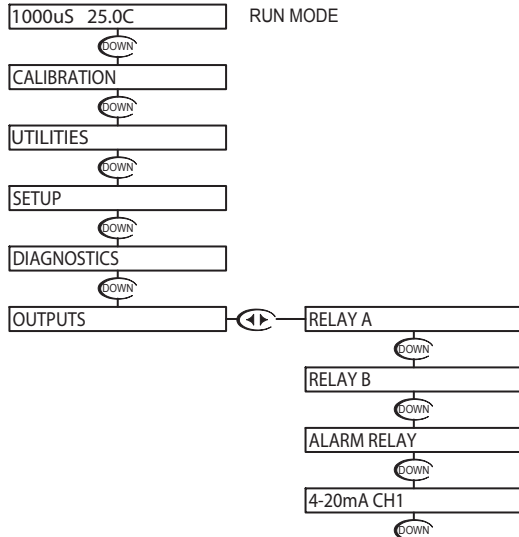 1000uS 25.0C RUN MODE
DOWN
CALIBRATION
DOWN
UTILITIES
DOWN
SETUP
DOWN
DIAGNOSTICS
DOWN
OUTPUTS
RELAY A
DOWN
RELAY B
DOWN
ALARM RELAY
DOWN
4-20mA CH1
DOWN